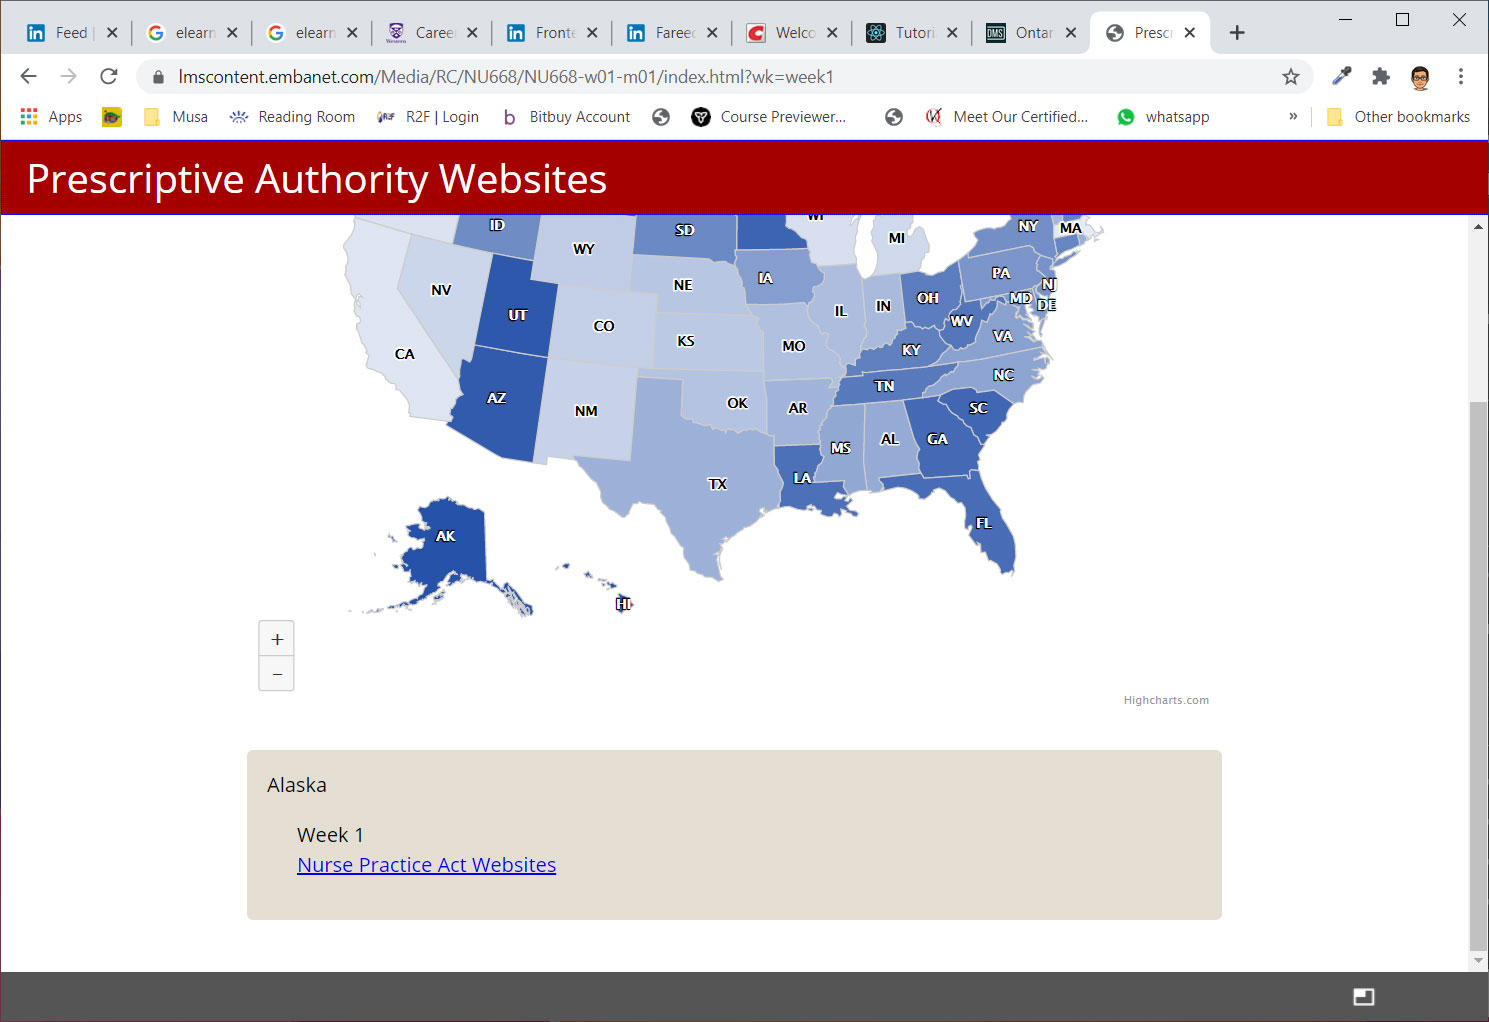 Feed
elearn
elearn
Career
Fronte
Fareed
Welco
Tutori
Ontar
Prescr
lmscontent.embanet.com/Media/RC/NU668/NU668-w01-m01/index.html?wk=week1
Apps
Musa
Reading Room
R2F | Login
Bitbuy Account
Course Previewer...
Meet Our Certified...
whatsapp
»
Other bookmarks
Prescriptive Authority Websites
ID
WY
SD
WI
MI
NY
MA
NV
UT
CO
NE
IA
IL
IN
OH
PA
NJ
MD
DE
WV
VA
CA
KS
MO
KY
AZ
NM
OK
AR
TN
NC
SC
MS
AL
GA
TX
LA
FL
AK
HI
+
−
Highcharts.com
Alaska
Week 1
Nurse Practice Act Websites